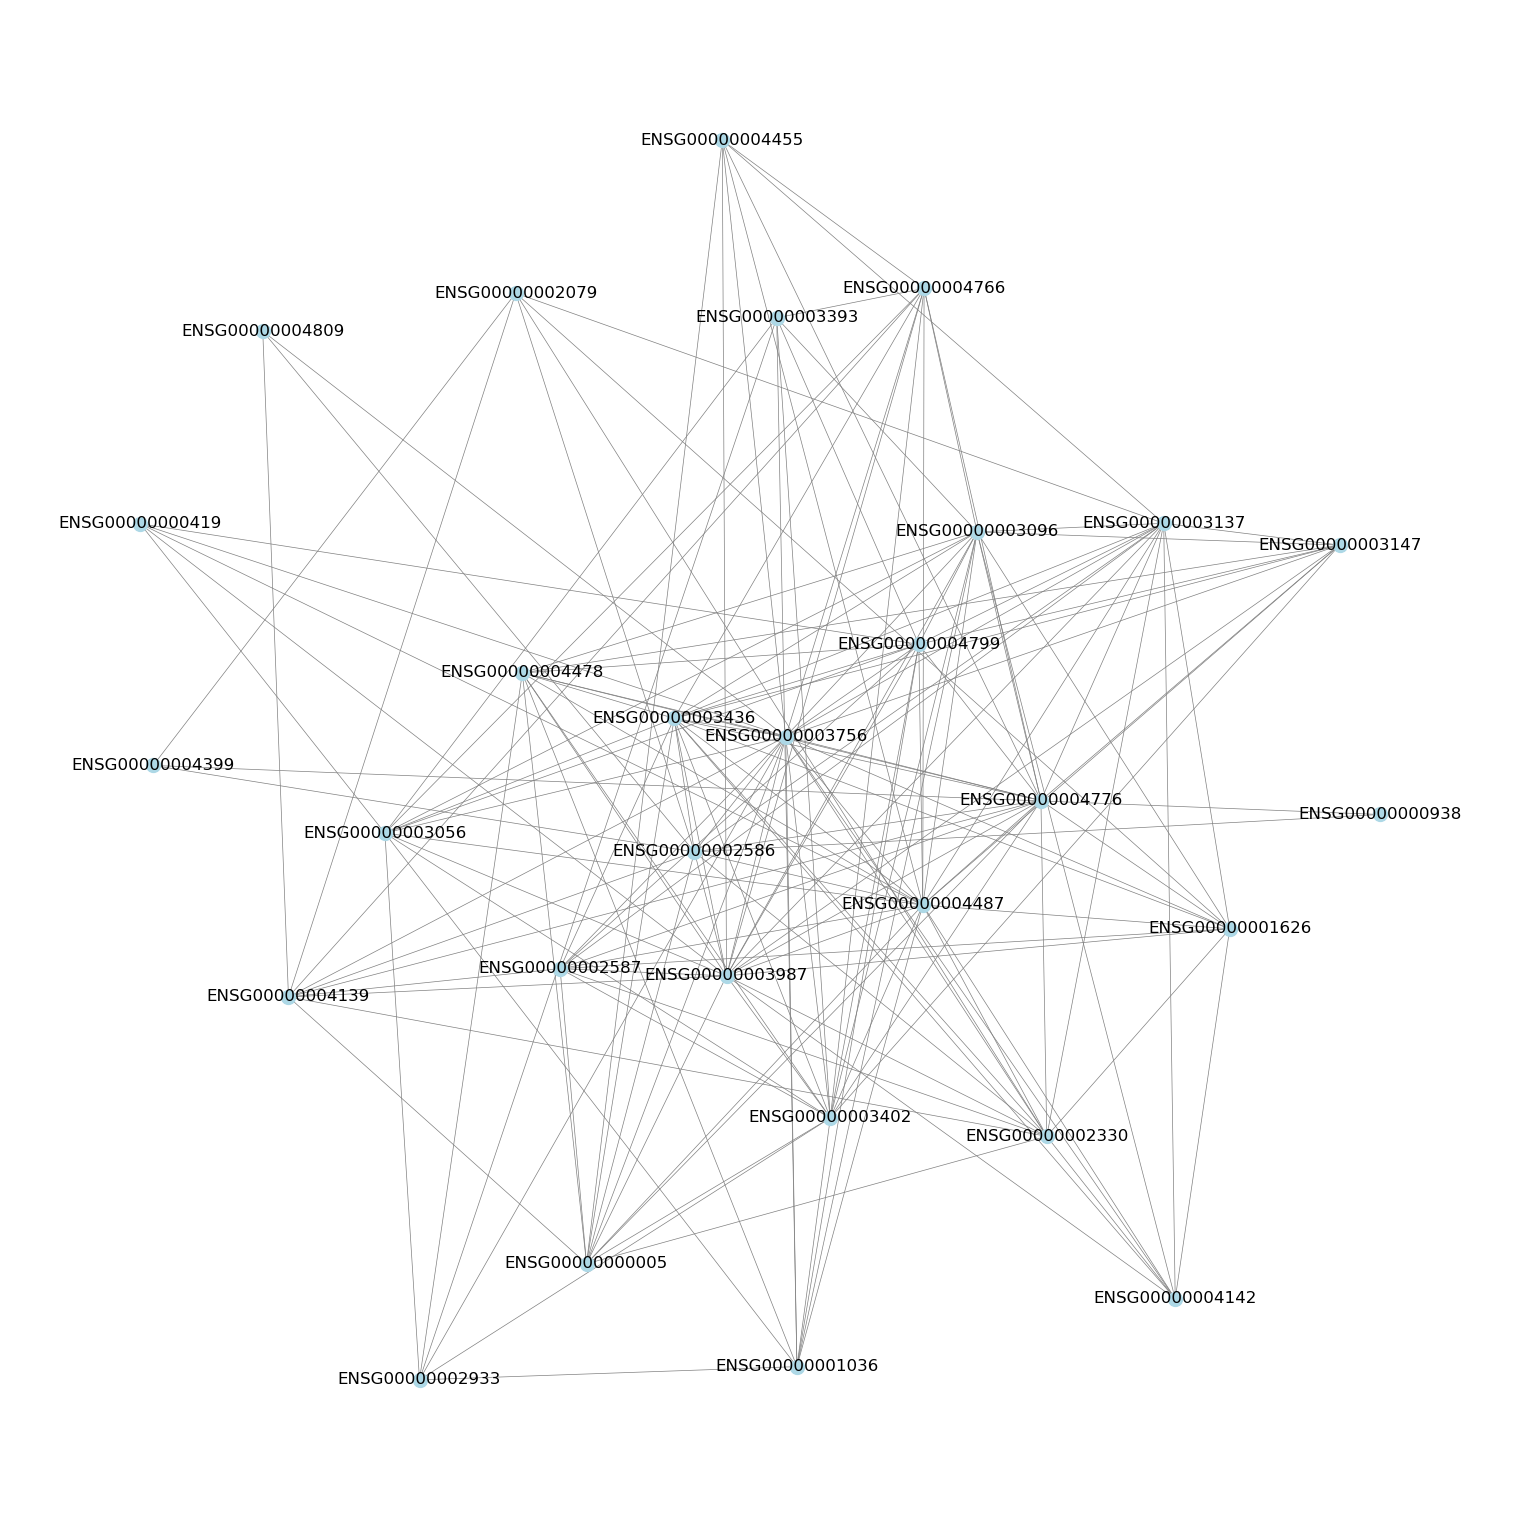 ENSG00000004455
ENSG00000004766
ENSG00000002079
ENSG00000003393
ENSG00000004809
ENSG00000000419
ENSG00000003137
ENSG00000003096
ENSG00000003147
ENSG00000004799
ENSG00000004478
ENSG00000003436
ENSG00000003756
ENSG00000004399
ENSG00000004776
ENSG00000000938
ENSG00000003056
ENSG00000002586
ENSG00000004487
ENSG00000001626
ENSG00000002587
ENSG00000003987
ENSG00000004139
ENSG00000003402
ENSG00000002330
ENSG00000000005
ENSG00000004142
ENSG00000001036
ENSG00000002933